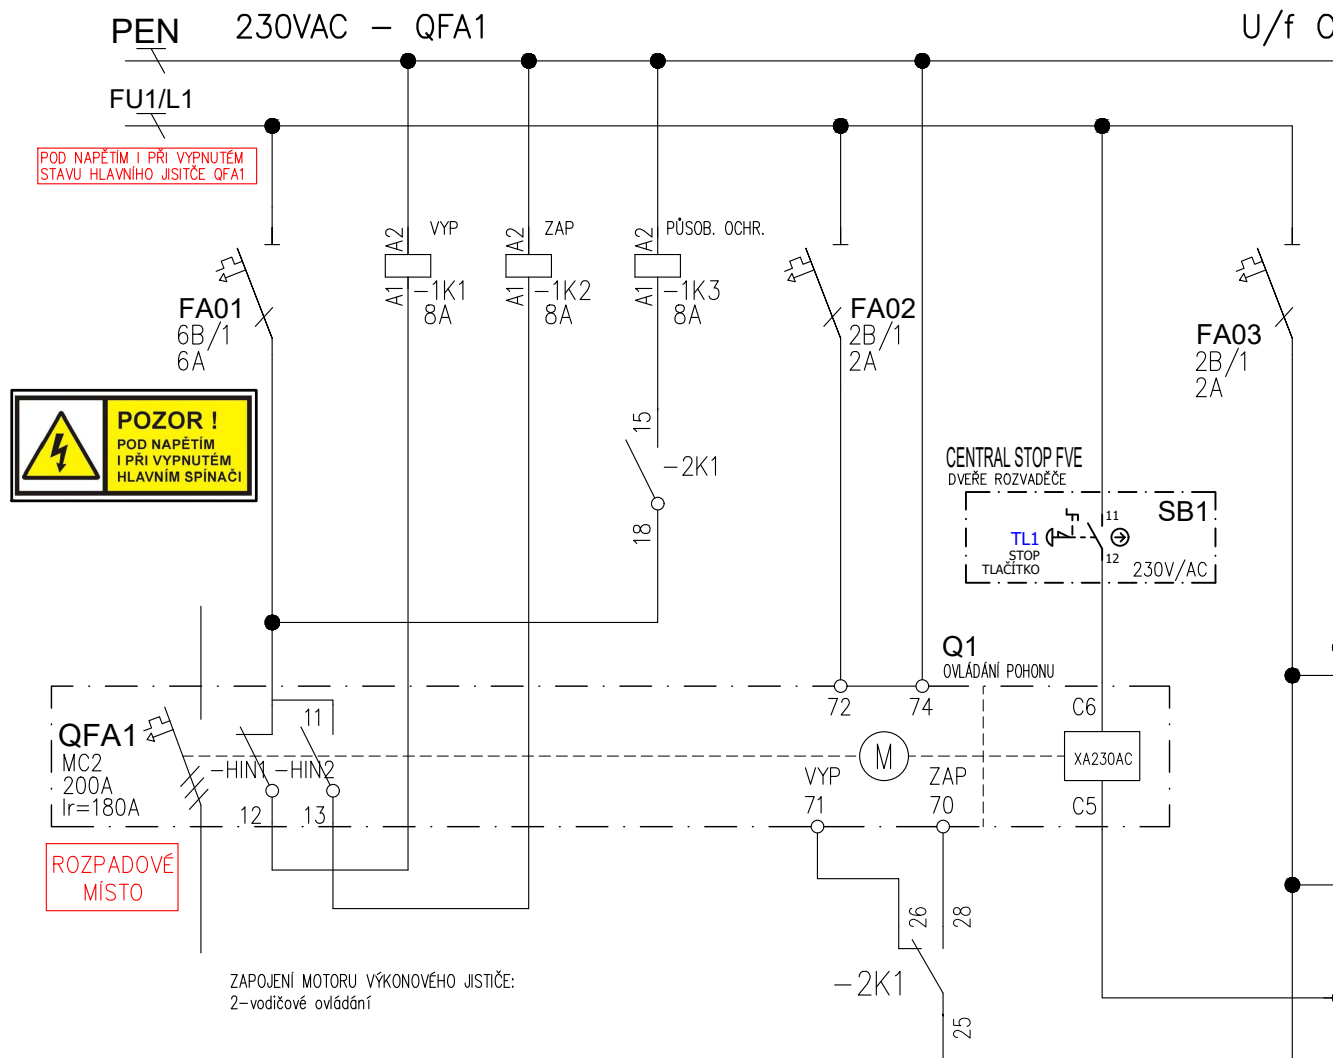 PEN
230VAC – QFA1
U/f
FU1/L1
POD NAPĚTÍM I PŘI VYPNUTÉM
STAVU HLAVNÍHO JISITČE QFA1
A2
VYP
A2
ZAP
A2
PŮSOB. OCHR.
A1
-1K1
8A
A1
-1K2
8A
A1
-1K3
8A
FA01
6B/1
6A
FA02
2B/1
2A
FA03
2B/1
2A
POZOR !
POD NAPĚTÍM
I PŘI VYPNUTÉM
HLAVNÍM SPÍNAČI
15
-2K1
18
CENTRAL STOP FVE
DVEŘE ROZVADĚČE
SB1
11
TL1
STOP
TLAČÍTKO
12
230V/AC
Q1
OVLÁDÁNÍ POHONU
72
74
C6
QFA1
MC2
200A
Ir=180A
11
-HIN1
-HIN2
12
13
M
XA230AC
VYP
71
ZAP
70
C5
ROZPADOVÉ
MÍSTO
26
28
-2K1
25
ZAPOJENÍ MOTORU VÝKONOVÉHO JISTIČE:
2-vodičové ovládání